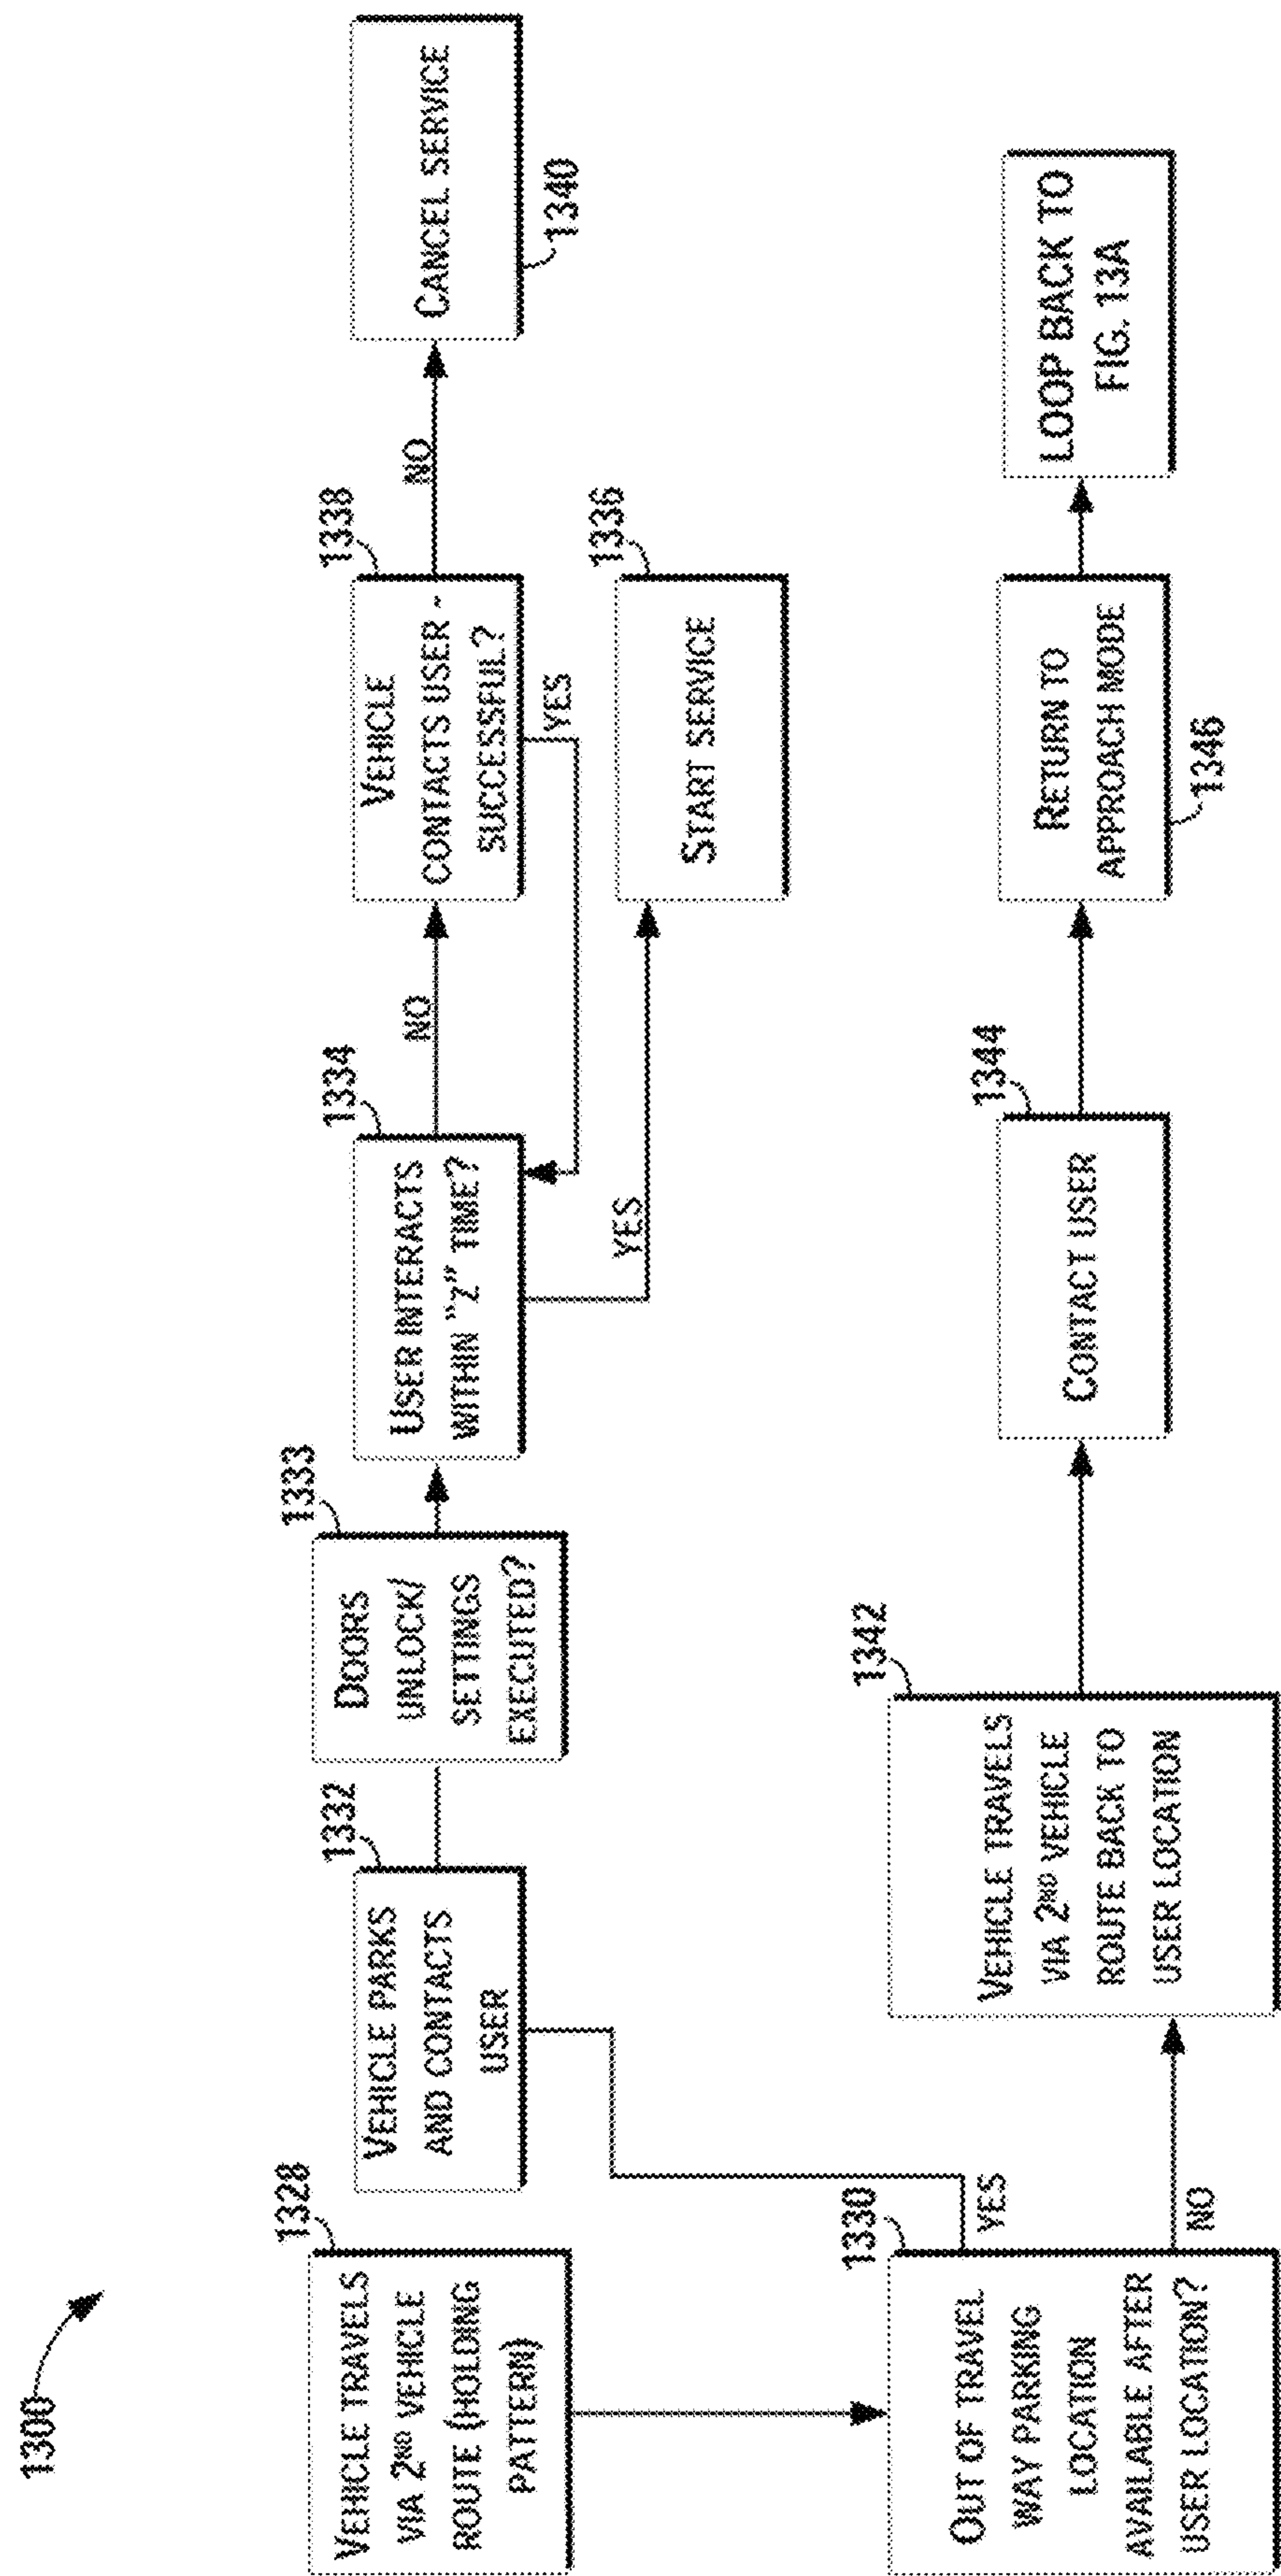 1300
1328
VEHICLE TRAVELS
VIA 2ND VEHICLE
ROUTE (HOLDING
PATTERN)
1332
VEHICLE PARKS
AND CONTACTS
USER
1333
DOORS
UNLOCK/
SETTINGS
EXECUTED?
1334
USER INTERACTS
WITHIN "Z" TIME?
NO
YES
1338
VEHICLE
CONTACTS USER -
SUCCESSFUL?
YES
NO
CANCEL SERVICE
1340
1336
START SERVICE
1330
OUT OF TRAVEL
WAY PARKING
LOCATION
AVAILABLE AFTER
USER LOCATION?
YES
NO
1342
VEHICLE TRAVELS
VIA 2ND VEHICLE
ROUTE BACK TO
USER LOCATION
1344
CONTACT USER
RETURN TO
APPROACH MODE
1346
LOOP BACK TO
FIG. 13A